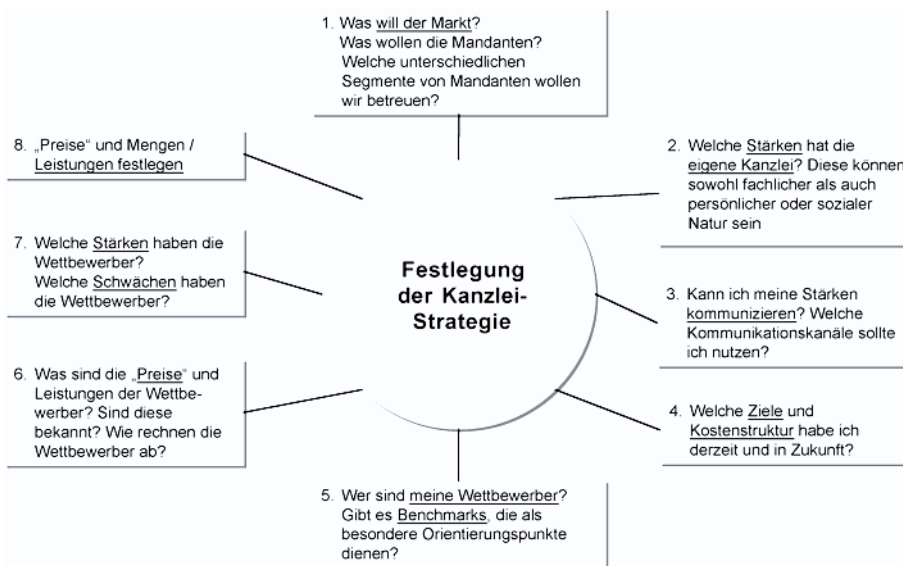 1. Was will der Markt?
Was wollen die Mandanten?
Welche unterschiedlichen
Segmente von Mandanten wollen
wir betreuen?
2. Welche Stärken hat die
eigene Kanzlei? Diese können
sowohl fachlicher als auch
persönlicher oder sozialer
Natur sein
3. Kann ich meine Stärken
kommunizieren? Welche
Kommunikationskanäle sollte
ich nutzen?
4. Welche Ziele und
Kostenstruktur habe ich
derzeit und in Zukunft?
5. Wer sind meine Wettbewerber?
Gibt es Benchmarks, die als
besondere Orientierungspunkte
dienen?
6. Was sind die „Preise“ und
Leistungen der Wettbe-
werber? Sind diese
bekannt? Wie rechnen die
Wettbewerber ab?
7. Welche Stärken haben die
Wettbewerber?
Welche Schwächen haben
die Wettbewerber?
8. „Preise“ und Mengen /
Leistungen festlegen
Festlegung
der Kanzlei-
Strategie